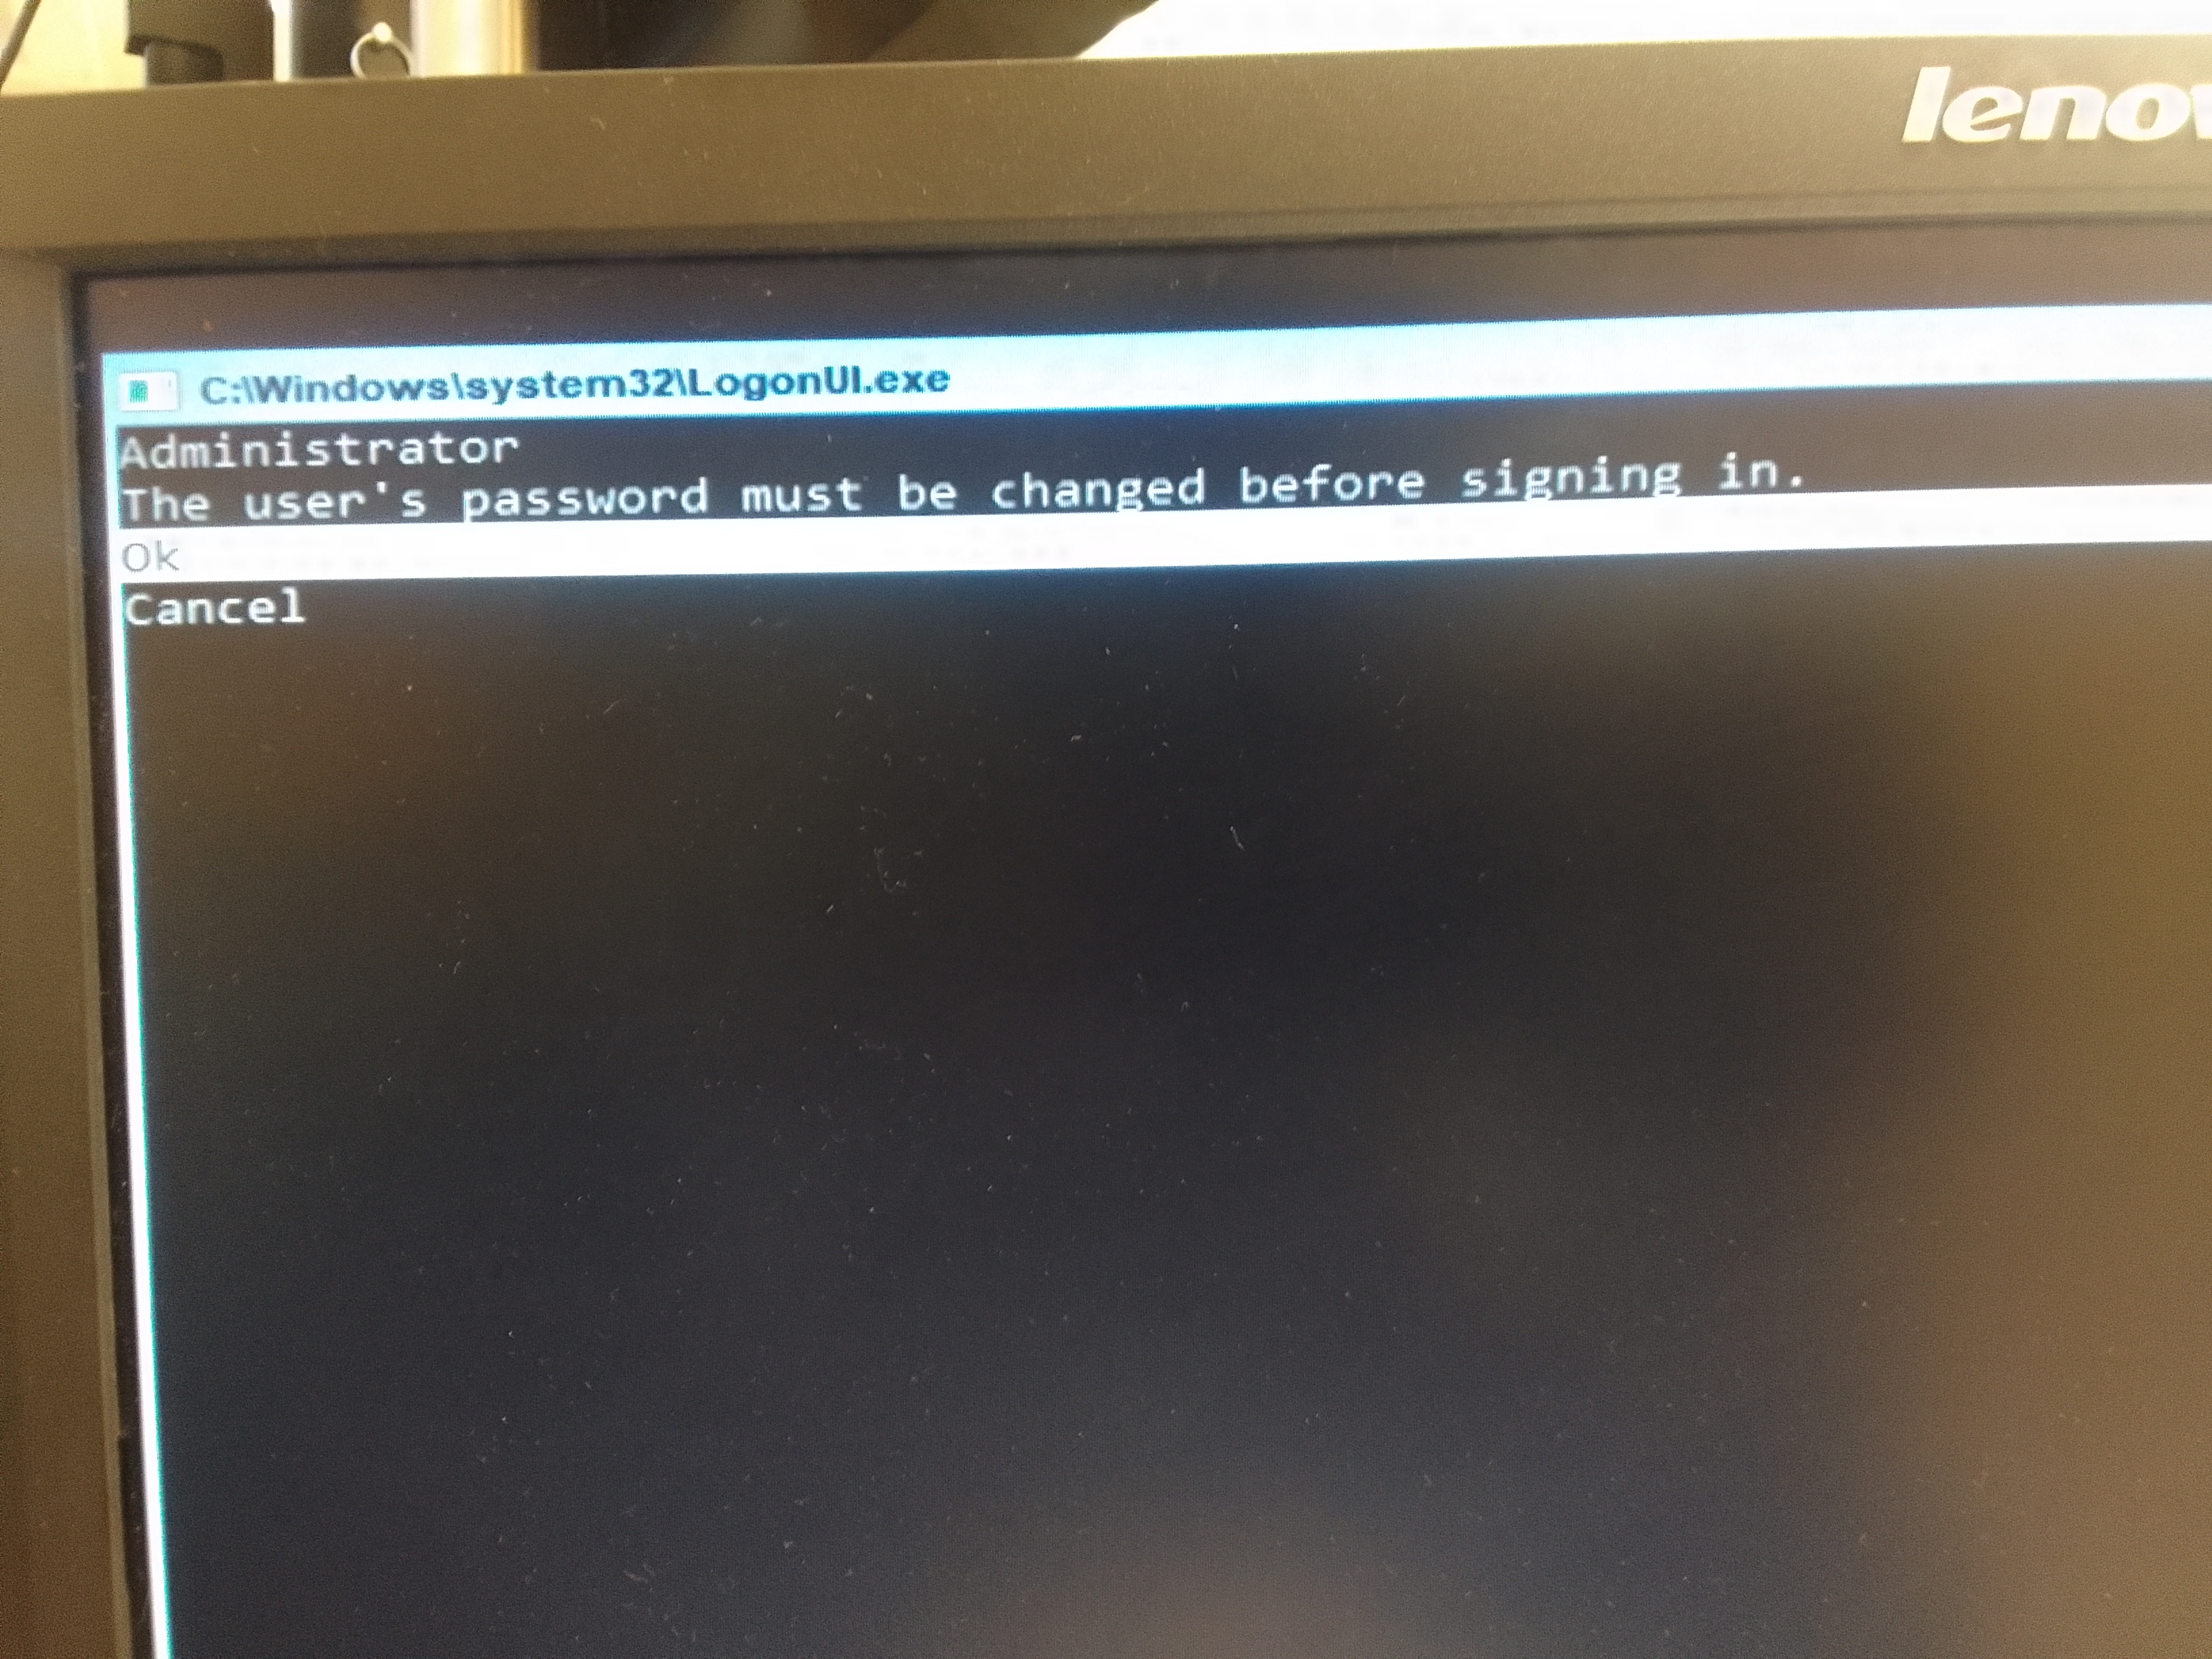 lenov
C:\Windows\system32\LogonUI.exe
Administrator
The user's password must be changed before signing in.
Ok
Cancel